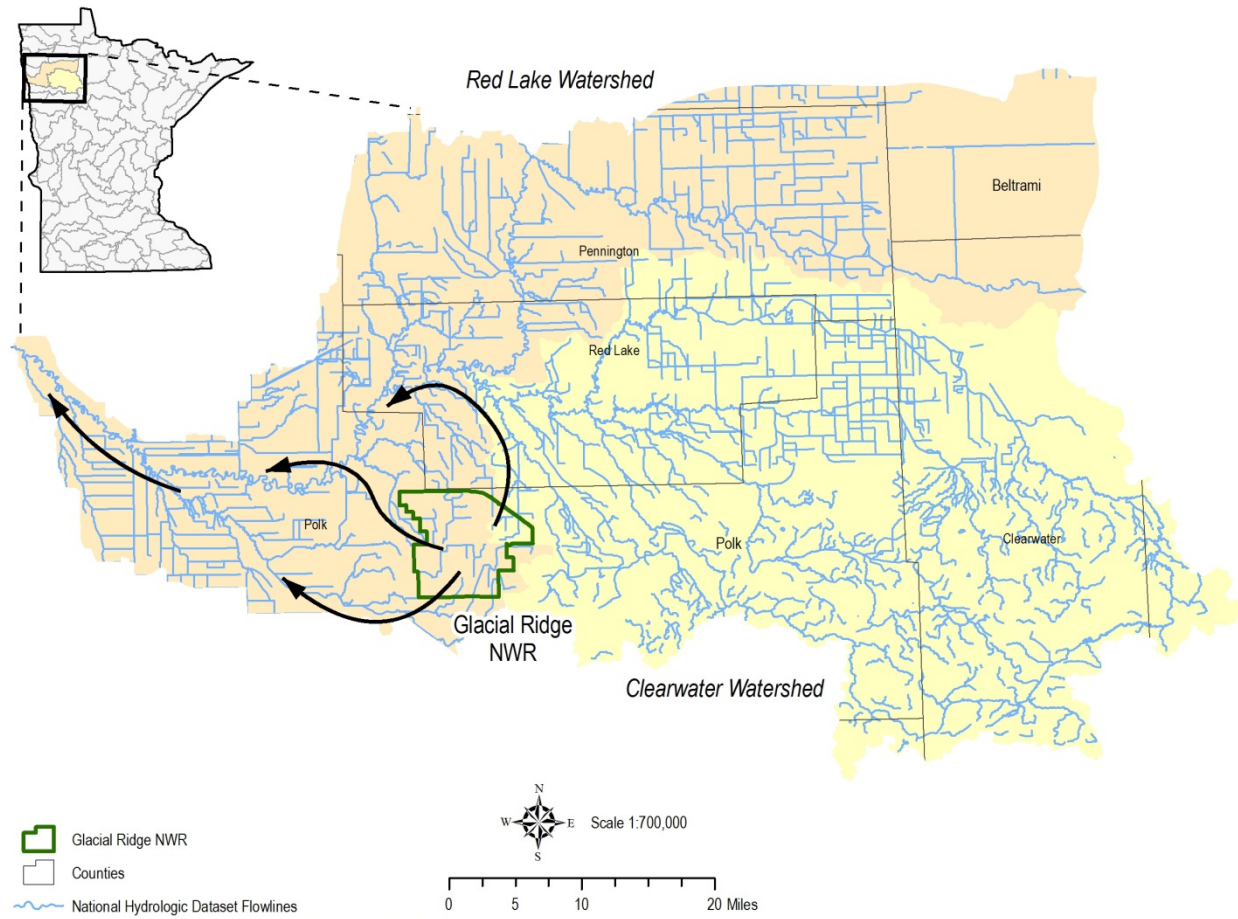 Red Lake Watershed
Beltrami
Pennington
Red Lake
Polk
Polk
Clearwater
Glacial Ridge
NWR
Clearwater Watershed
N
W E
S
Scale 1:700,000
Glacial Ridge NWR
Counties
National Hydrologic Dataset Flowlines
0 5 10 20 Miles